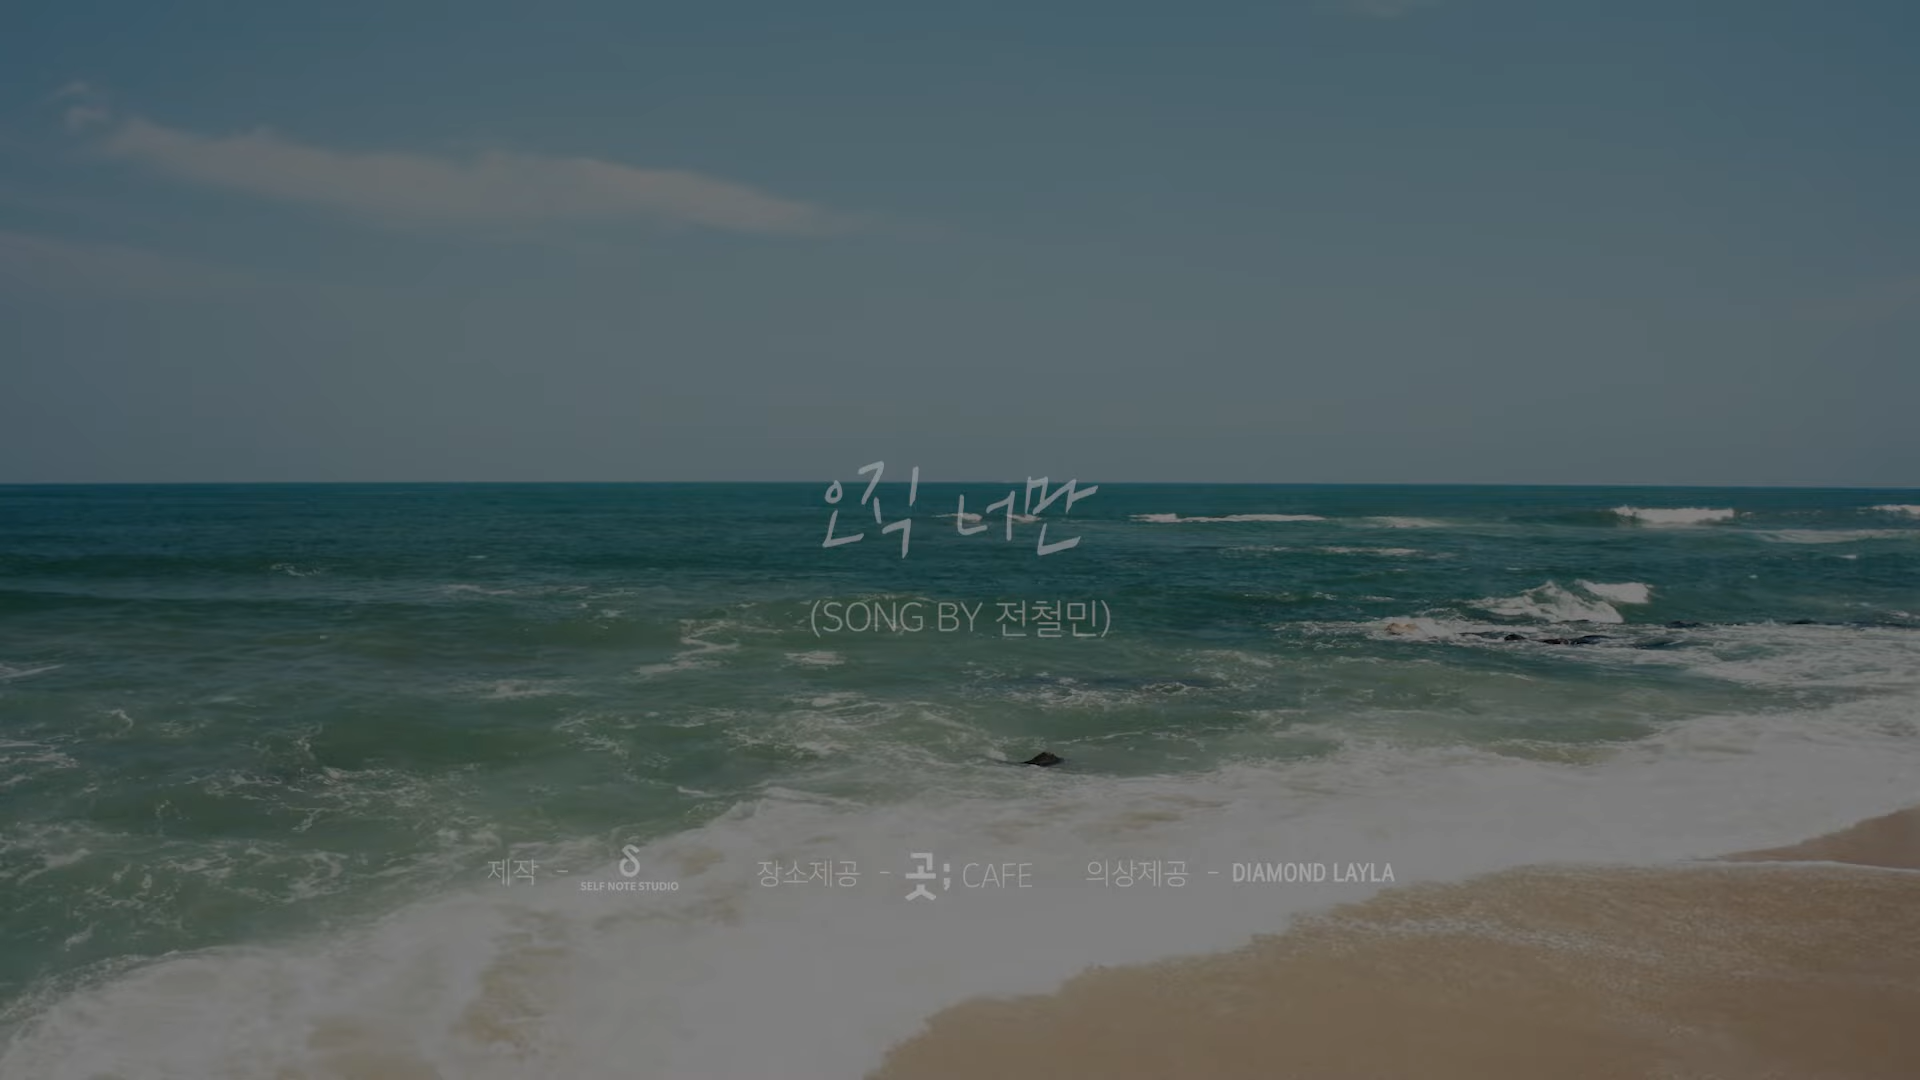 오직 너만
(SONG BY 전철민)
제작 - SELF NOTE STUDIO 장소제공 - 곳; CAFE 의상제공 - DIAMOND LAYLA